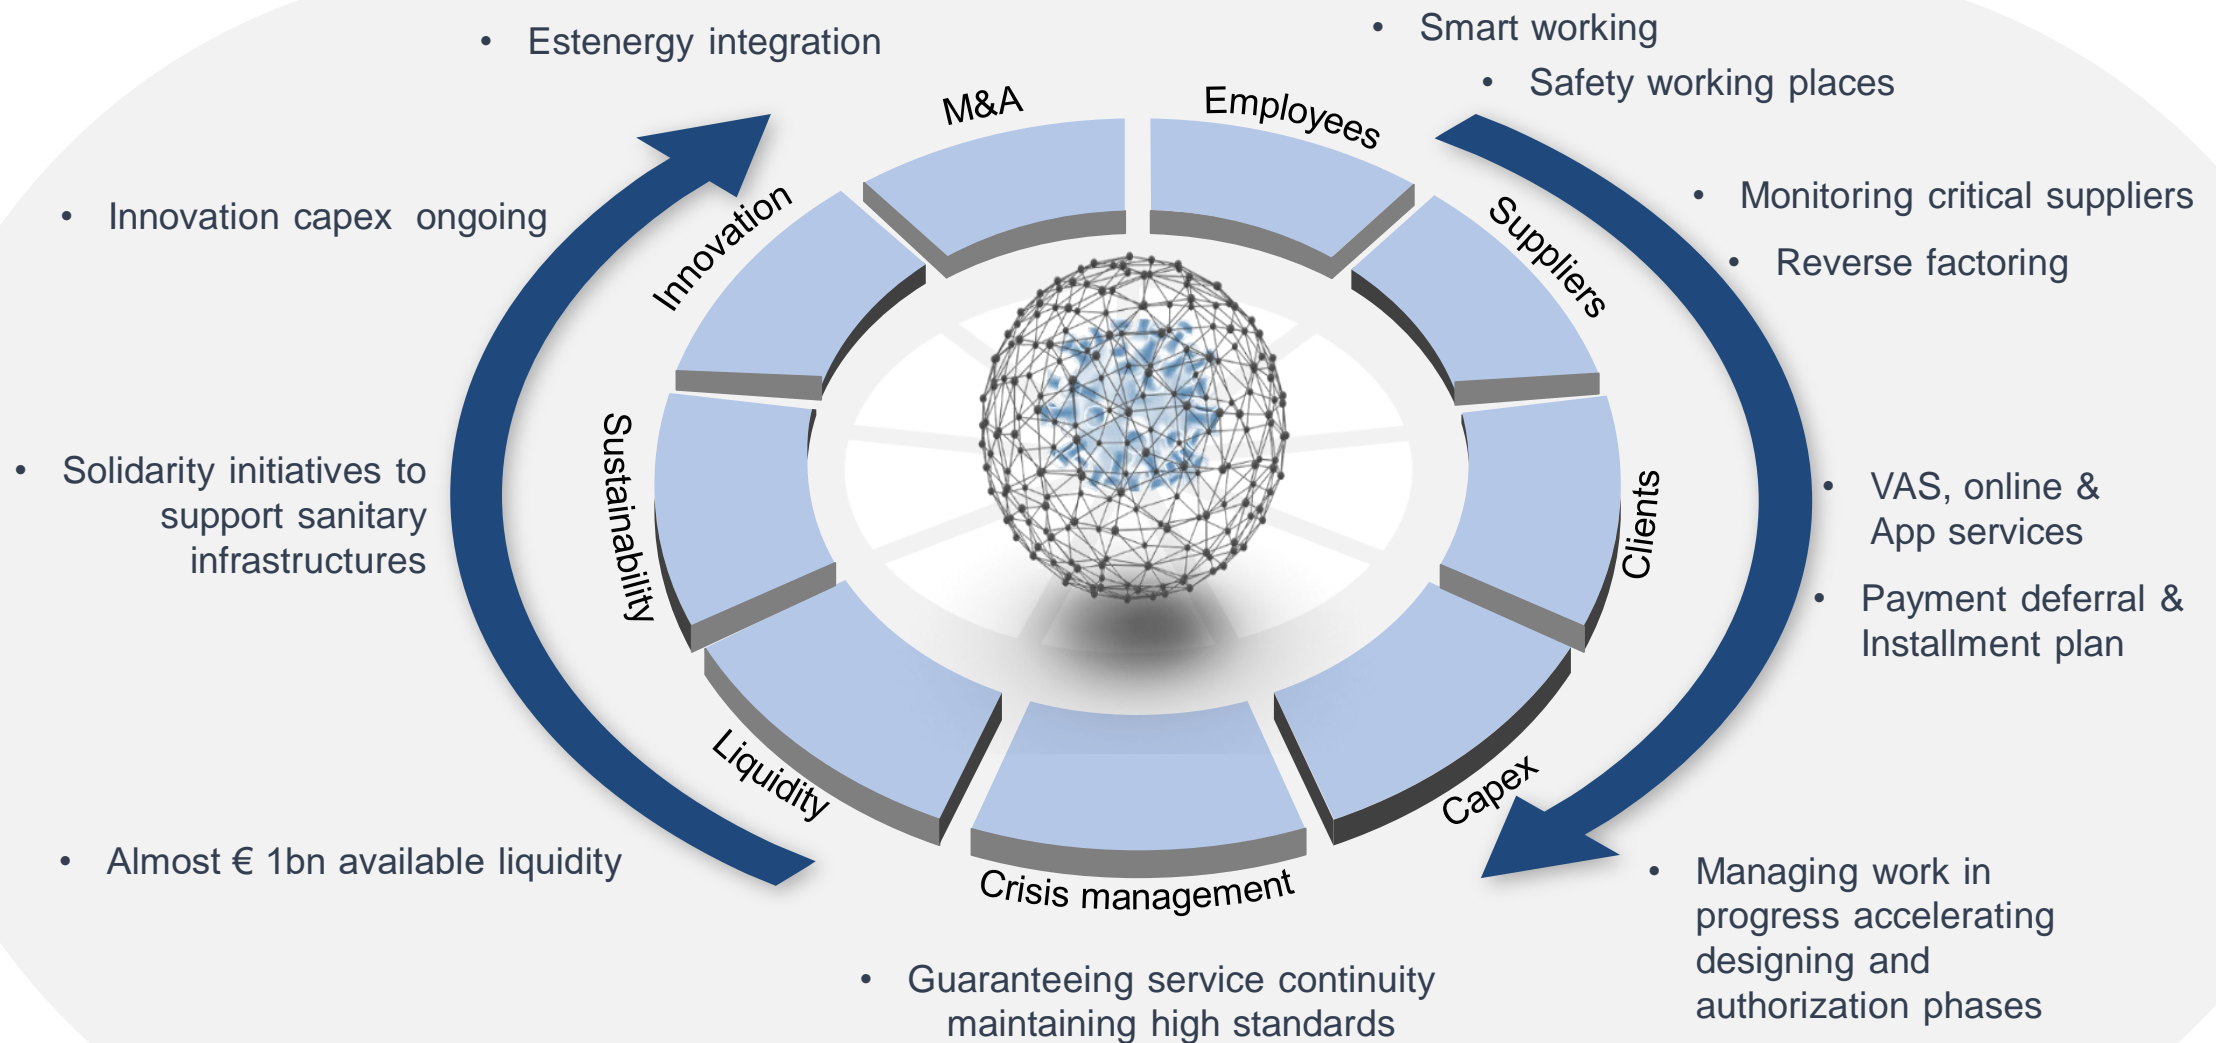 • Estenergy integration
• Smart working
• Safety working places
M&A
Employees
• Innovation capex ongoing
Innovation
Suppliers
• Monitoring critical suppliers
• Reverse factoring
• Solidarity initiatives to
support sanitary
infrastructures
Sustainability
Clients
• VAS, online &
App services
• Payment deferral &
Installment plan
Liquidity
Capex
• Almost € 1bn available liquidity
Crisis management
• Managing work in
progress accelerating
designing and
authorization phases
• Guaranteeing service continuity
maintaining high standards